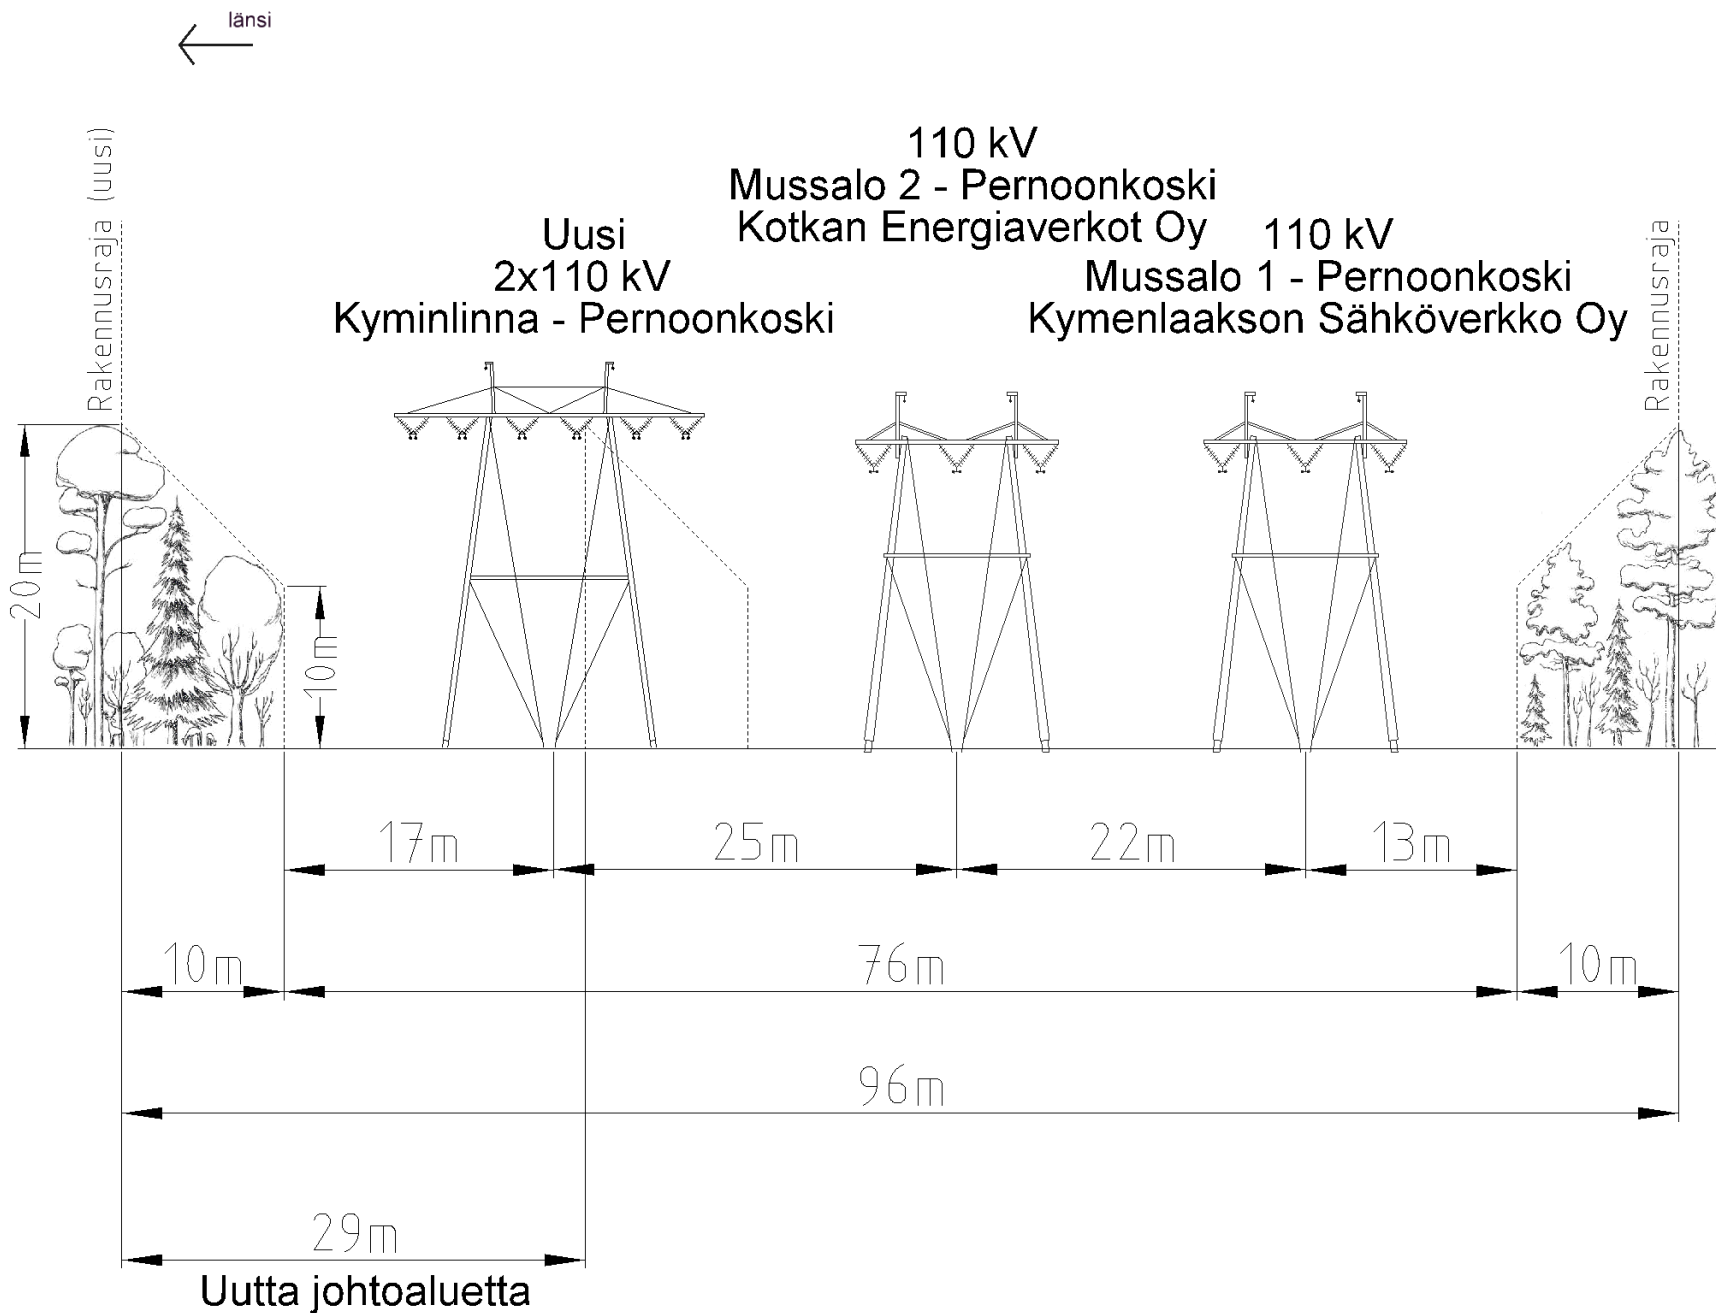 länsi
Rakennusraja (uusi)
110 kV
Mussalo 2 - Pernoonkoski
Kotkan Energiaverkot Oy
Uusi
2x110 kV
Kyminlinna - Pernoonkoski
110 kV
Mussalo 1 - Pernoonkoski
Kymenlaakson Sähköverkko Oy
Rakennusraja
20m
10m
17m
25m
22m
13m
10m
76m
10m
96m
29m
Uutta johtoaluetta